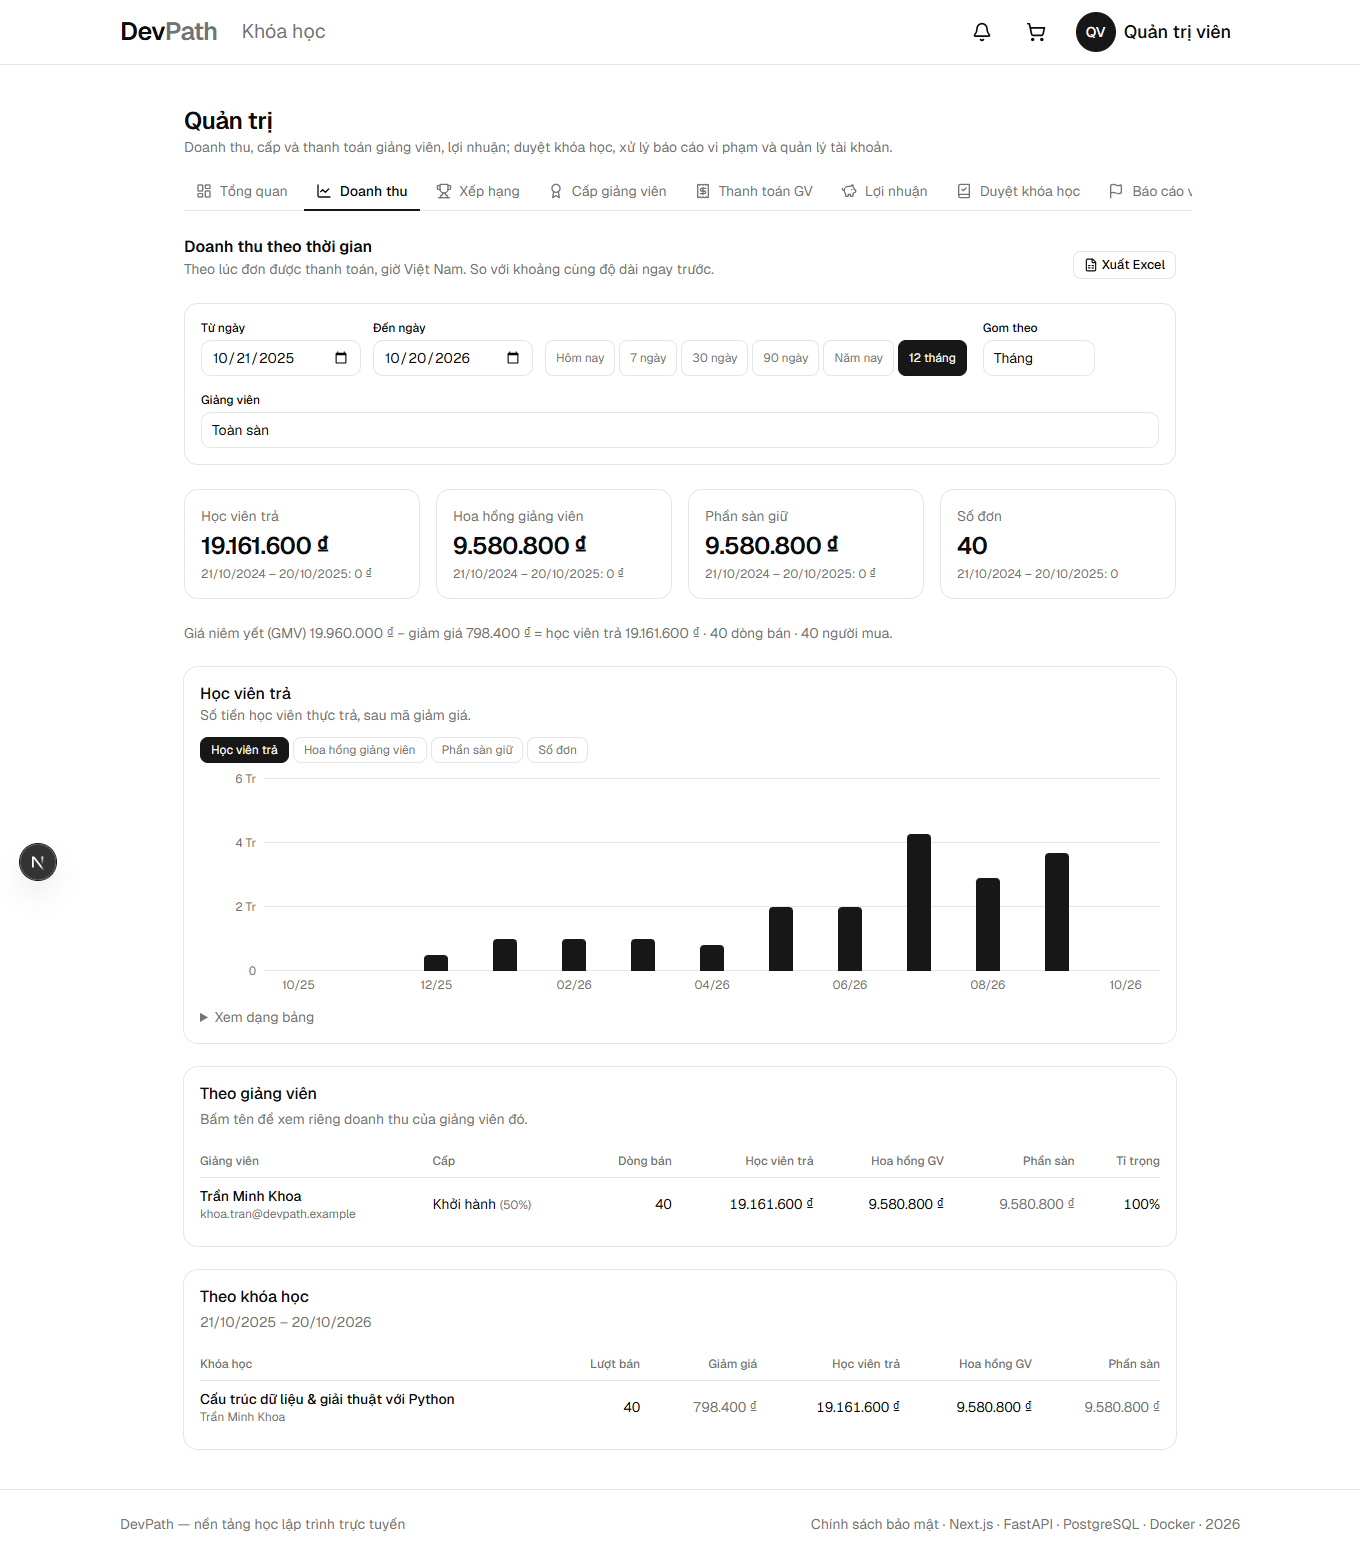 DevPath Khóa học QV Quản trị viên
Quản trị
Doanh thu, cấp và thanh toán giảng viên, lợi nhuận; duyệt khóa học, xử lý báo cáo vi phạm và quản lý tài khoản.
Tổng quan Doanh thu Xếp hạng Cấp giảng viên Thanh toán GV Lợi nhuận Duyệt khóa học Báo cáo
Doanh thu theo thời gian
Theo lúc đơn được thanh toán, giờ Việt Nam. So với khoảng cùng độ dài ngay trước.
Xuất Excel
Từ ngày Đến ngày Gom theo
10/21/2025 10/20/2026 Hôm nay 7 ngày 30 ngày 90 ngày Năm nay 12 tháng Tháng
Giảng viên
Toàn sàn
Học viên trả Hoa hồng giảng viên Phần sàn giữ Số đơn
19.161.600 ₫ 9.580.800 ₫ 9.580.800 ₫ 40
21/10/2024 – 20/10/2025: 0 ₫ 21/10/2024 – 20/10/2025: 0 ₫ 21/10/2024 – 20/10/2025: 0 ₫ 21/10/2024 – 20/10/2025: 0
Giá niêm yết (GMV) 19.960.000 ₫ − giảm giá 798.400 ₫ = học viên trả 19.161.600 ₫ · 40 dòng bán · 40 người mua.
Học viên trả
Số tiền học viên thực trả, sau mã giảm giá.
Học viên trả Hoa hồng giảng viên Phần sàn giữ Số đơn
6 Tr
4 Tr
2 Tr
0
10/25 12/25 02/26 04/26 06/26 08/26 10/26
Xem dạng bảng
Theo giảng viên
Bấm tên để xem riêng doanh thu của giảng viên đó.
Giảng viên Cấp Dòng bán Học viên trả Hoa hồng GV Phần sàn Tỉ trọng
Trần Minh Khoa Khởi hành (50%) 40 19.161.600 ₫ 9.580.800 ₫ 9.580.800 ₫ 100%
khoa.tran@devpath.example
Theo khóa học
21/10/2025 – 20/10/2026
Khóa học Lượt bán Giảm giá Học viên trả Hoa hồng GV Phần sàn
Cấu trúc dữ liệu & giải thuật với Python 40 798.400 ₫ 19.161.600 ₫ 9.580.800 ₫ 9.580.800 ₫
Trần Minh Khoa
DevPath — nền tảng học lập trình trực tuyến Chính sách bảo mật · Next.js · FastAPI · PostgreSQL · Docker · 2026